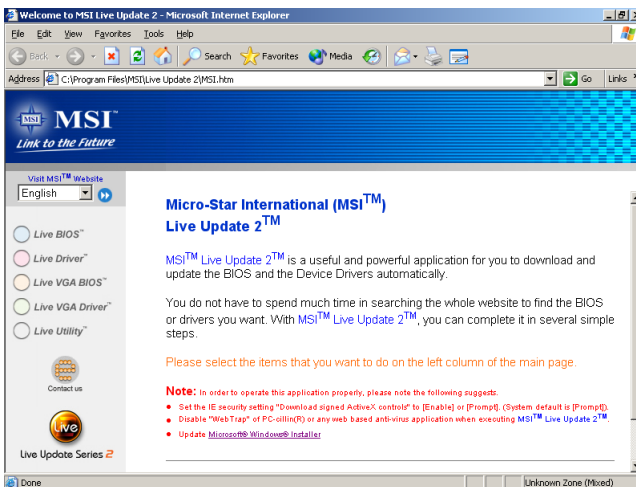 Welcome to MSI Live Update 2 - Microsoft Internet Explorer
File Edit View Favorites Tools Help
Back Search Favorites Media
Address C:\Program Files\MSI\Live Update 2\MSI.htm Go Links »
MSI MSI™
Link to the Future
Visit MSI™ Website
English
Live BIOS™
Live Driver™
Live VGA BIOS™
Live VGA Driver™
Live Utility™
Contact us
Live
Live Update Series 2
Micro-Star International (MSI™)
Live Update 2™
MSI™ Live Update 2™ is a useful and powerful application for you to download and
update the BIOS and the Device Drivers automatically.
You do not have to spend much time in searching the whole website to find the BIOS
or drivers you want. With MSI™ Live Update 2™, you can complete it in several simple
steps.
Please select the items that you want to do on the left column of the main page.
Note: In order to operate this application properly, please note the following suggests.
• Set the IE security setting "Download signed ActiveX controls" to [Enable] or [Prompt]. (System default is [Prompt]).
• Disable "WebTrap" of PC-cillin(R) or any web based anti-virus application when executing MSI™ Live Update 2™.
• Update Microsoft® Windows® Installer
Done Unknown Zone (Mixed)